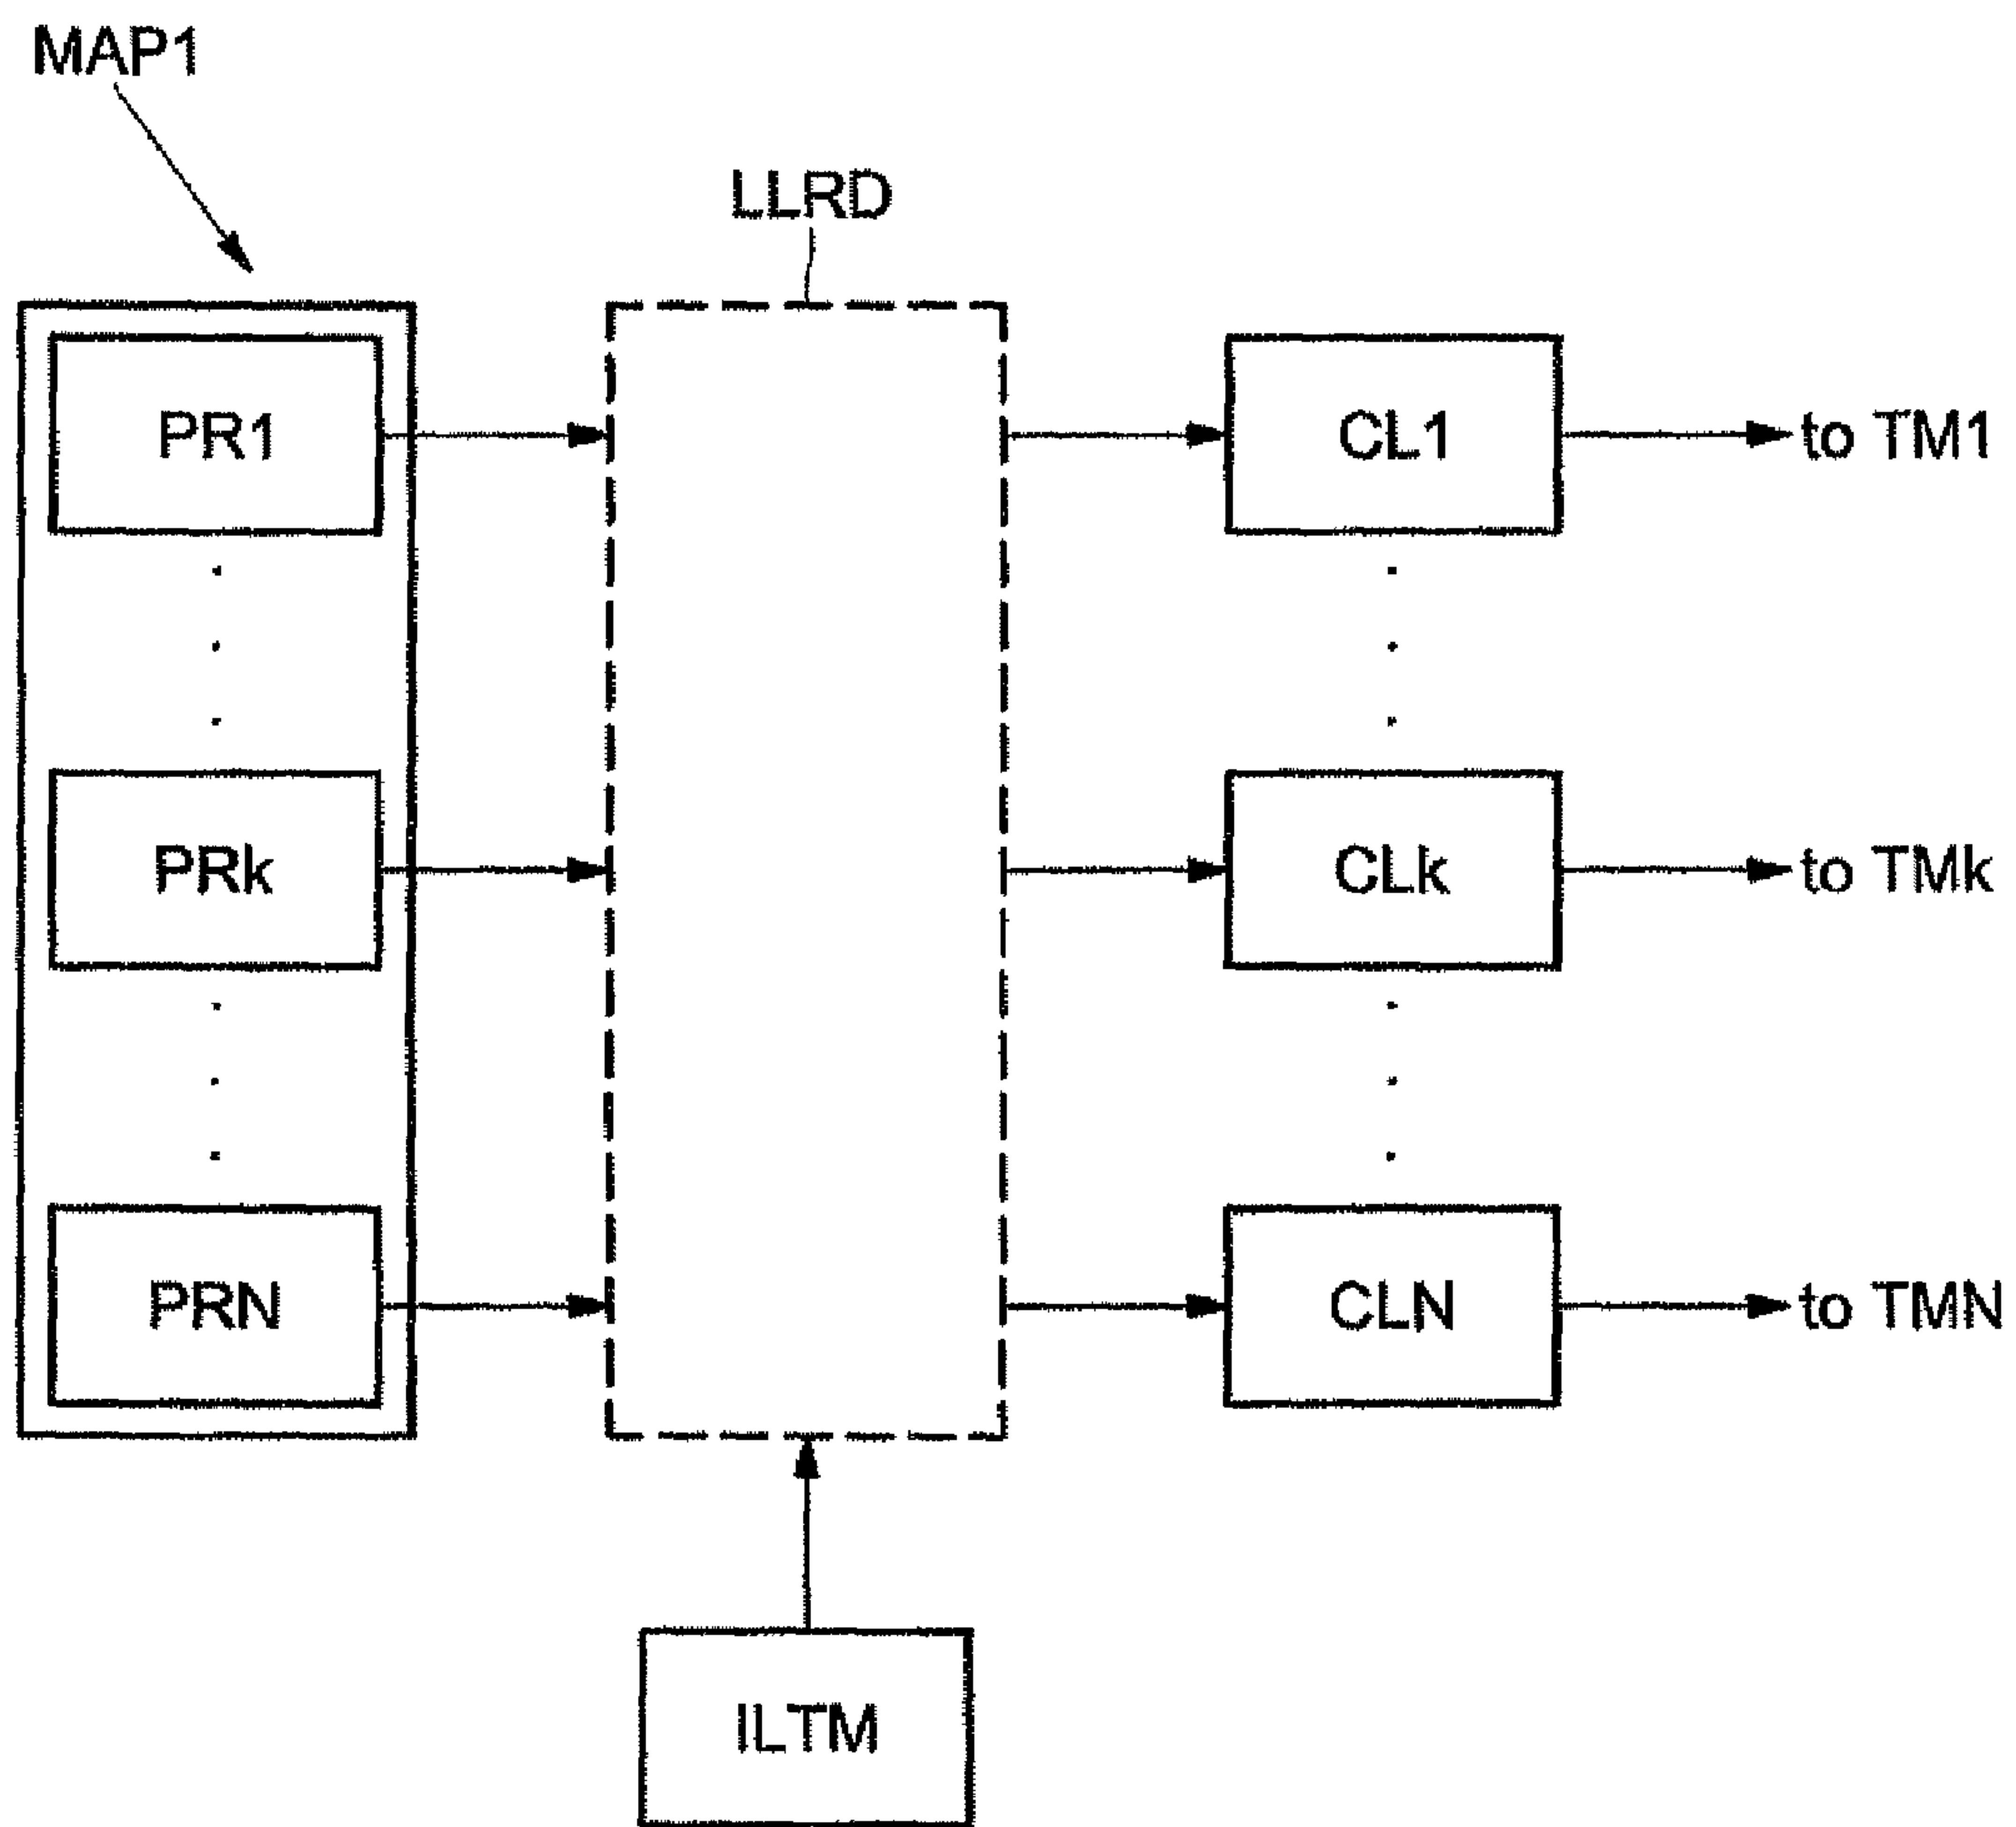 MAP1
LLRD
PR1
CL1
to TM1
PRk
CLk
to TMk
PRN
CLN
to TMN
ILTM